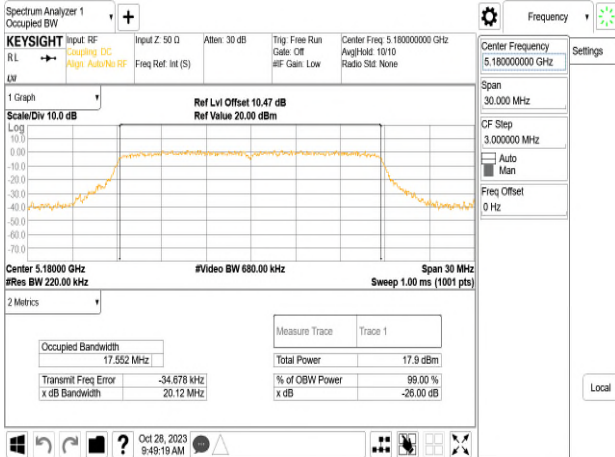 Spectrum Analyzer 1
Occupied BW
Frequency
KEYSIGHT
Input: RF
Coupling: DC
Align: Auto/No RF
Input Z: 50 Ω
Freq Ref: Int (S)
Atten: 30 dB
Trig: Free Run
Gate: Off
#IF Gain: Low
Center Freq: 5.180000000 GHz
Avg|Hold: 10/10
Radio Std: None
RL
LXI
Center Frequency
5.180000000 GHz
Settings
Span
30.000 MHz
CF Step
3.000000 MHz
Auto
Man
Freq Offset
0 Hz
Local
1 Graph
Scale/Div 10.0 dB
Ref Lvl Offset 10.47 dB
Ref Value 20.00 dBm
Log
10.0
0.00
-10.0
-20.0
-30.0
-40.0
-50.0
-60.0
-70.0
Center 5.18000 GHz
#Video BW 680.00 kHz
Span 30 MHz
#Res BW 220.00 kHz
Sweep 1.00 ms (1001 pts)
2 Metrics
Measure Trace
Trace 1
Occupied Bandwidth
17.552 MHz
Total Power
17.9 dBm
Transmit Freq Error
-34.678 kHz
% of OBW Power
99.00 %
x dB Bandwidth
20.12 MHz
x dB
-26.00 dB
Oct 28, 2023
9:49:19 AM